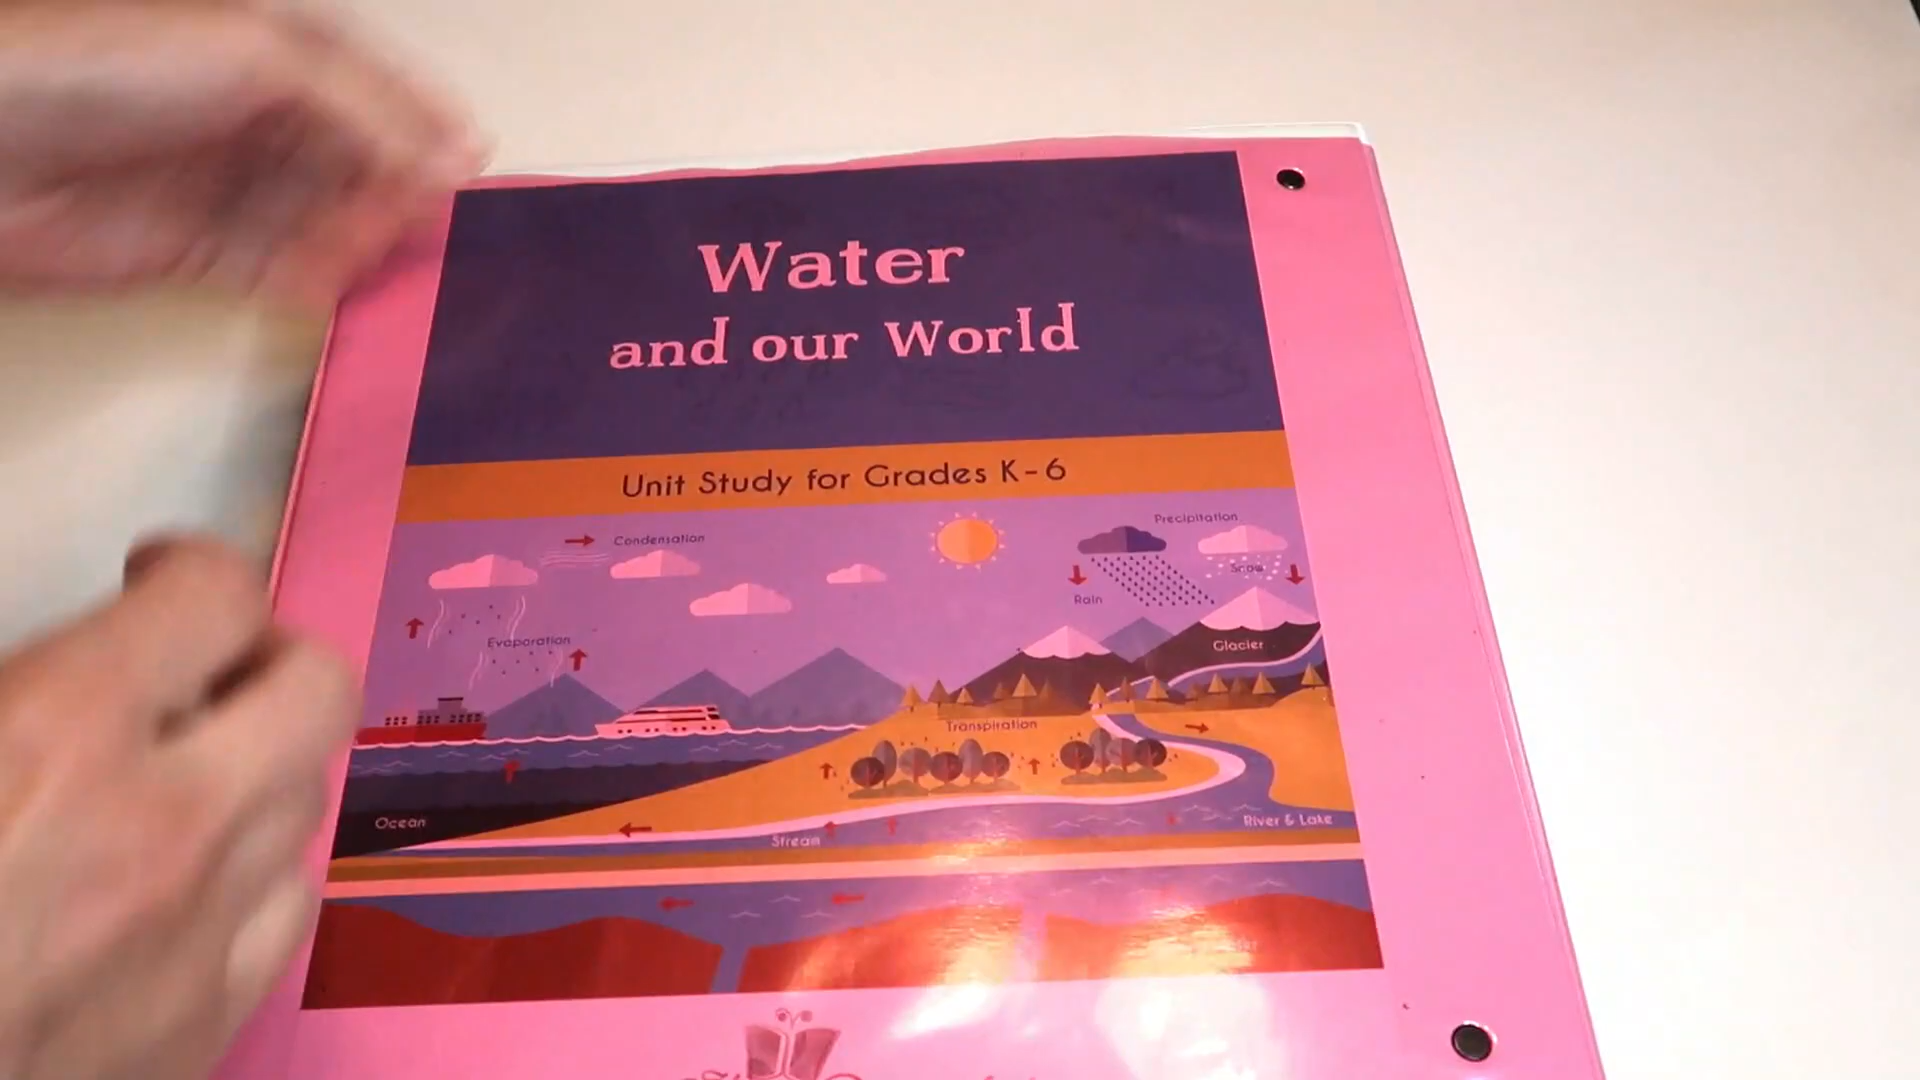 Water
and our World
Unit Study for Grades K-6
Condensation
Precipitation
Snow
Rain
Evaporation
Glacier
Transpiration
Ocean
Stream
River & Lake